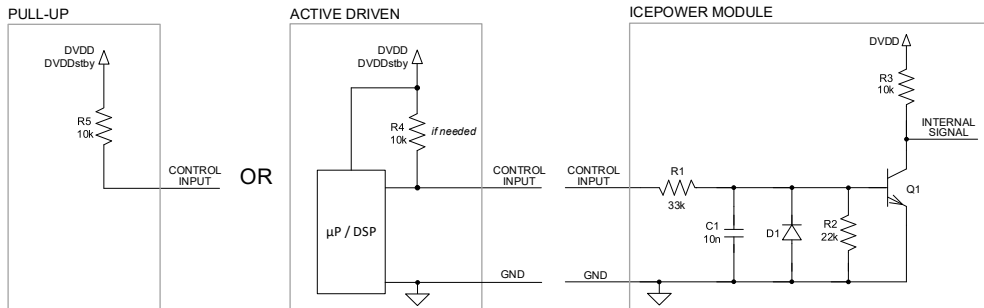 PULL-UP
DVDD
DVDDstby
R5
10k
CONTROL
INPUT
OR
ACTIVE DRIVEN
DVDD
DVDDstby
R4
10k
if needed
µP / DSP
CONTROL
INPUT
GND
ICEPOWER MODULE
CONTROL
INPUT
R1
33k
C1
10n
D1
R2
22k
DVDD
R3
10k
INTERNAL
SIGNAL
Q1
GND